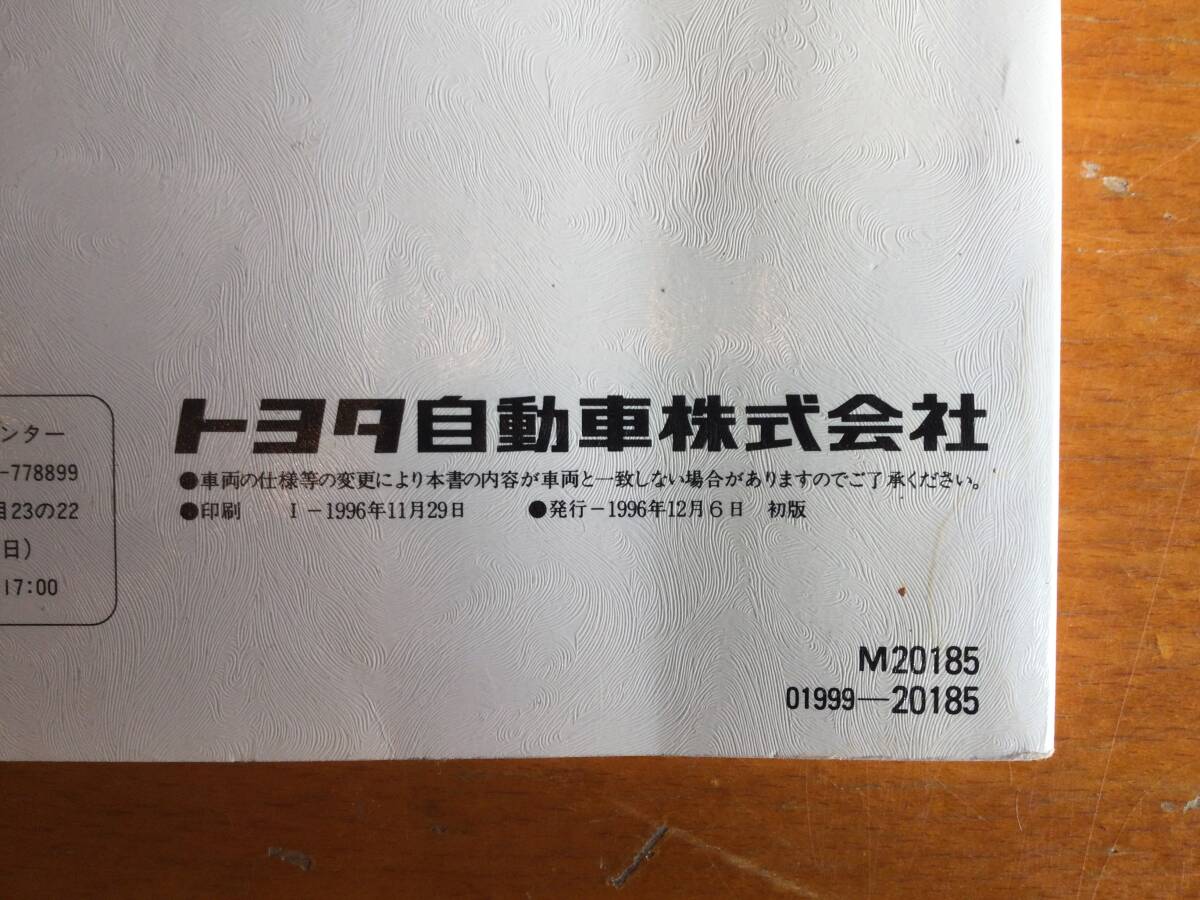 ンター
-778899
目23の22
日)
17:00
トヨタ自動車株式会社
●車両の仕様等の変更により本書の内容が車両と一致しない場合がありますのでご了承ください。
●印刷 I－1996年11月29日 ●発行－1996年12月6日 初版
M20185
01999—20185